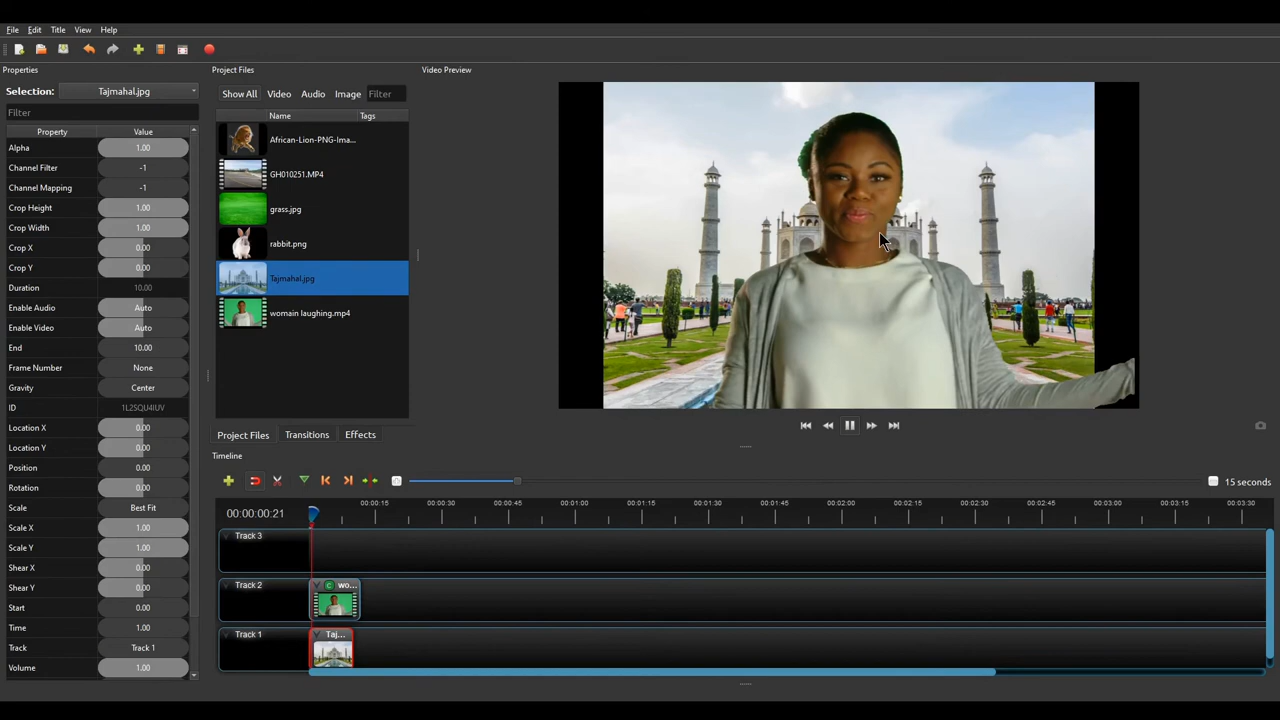 File Edit Title View Help
Properties
Project Files
Video Preview
Selection: Tajmahal.jpg
Filter
Property Value
Alpha 1.00
Channel Filter -1
Channel Mapping -1
Crop Height 1.00
Crop Width 1.00
Crop X 0.00
Crop Y 0.00
Duration 10.00
Enable Audio Auto
Enable Video Auto
End 10.00
Frame Number None
Gravity Center
ID 1L2SQU4IUV
Location X 0.00
Location Y 0.00
Position 0.00
Rotation 0.00
Scale Best Fit
Scale X 1.00
Scale Y 1.00
Shear X 0.00
Shear Y 0.00
Start 0.00
Time 1.00
Track Track 1
Volume 1.00
Show All Video Audio Image Filter
Name Tags
African-Lion-PNG-Ima...
GH010251.MP4
grass.jpg
rabbit.png
Tajmahal.jpg
womain laughing.mp4
Project Files Transitions Effects
Timeline
15 seconds
00:00:00:21
00:00:15 00:00:30 00:00:45 00:01:00 00:01:15 00:01:30 00:01:45 00:02:00 00:02:15 00:02:30 00:02:45 00:03:00 00:03:15 00:03:30
Track 3
Track 2
C wo...
Track 1
Taj...